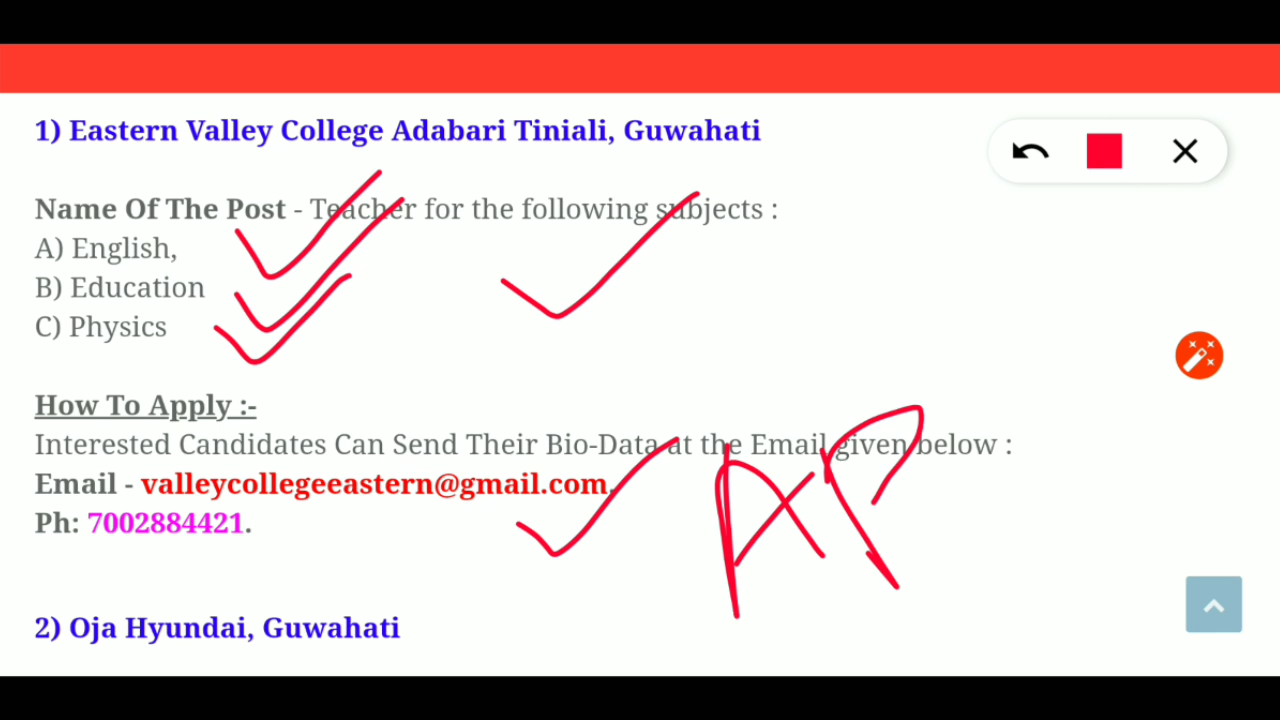 1) Eastern Valley College Adabari Tiniali, Guwahati
Name Of The Post - Teacher for the following subjects :
A) English,
B) Education
C) Physics
How To Apply :-
Interested Candidates Can Send Their Bio-Data at the Email given below :
Email - valleycollegeeastern@gmail.com,
Ph: 7002884421.
AP
2) Oja Hyundai, Guwahati